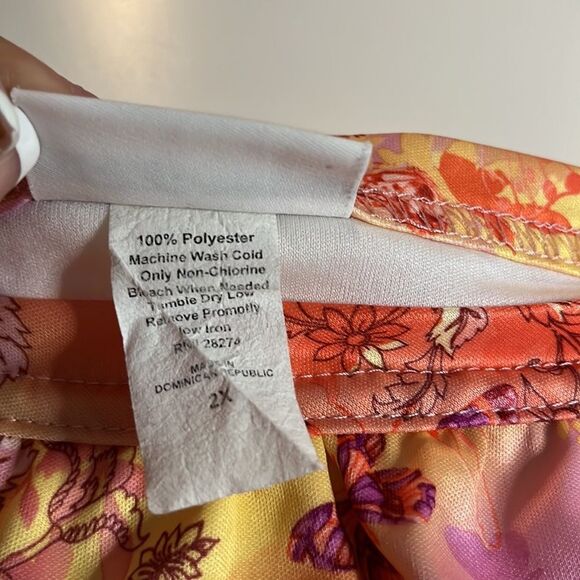 100% Polyester
Machine Wash Cold
Only Non-Chlorine
Bleach When Needed
Tumble Dry Low
Remove Promptly
Low Iron
RN 28274
MADE IN
DOMINICAN REPUBLIC
2X